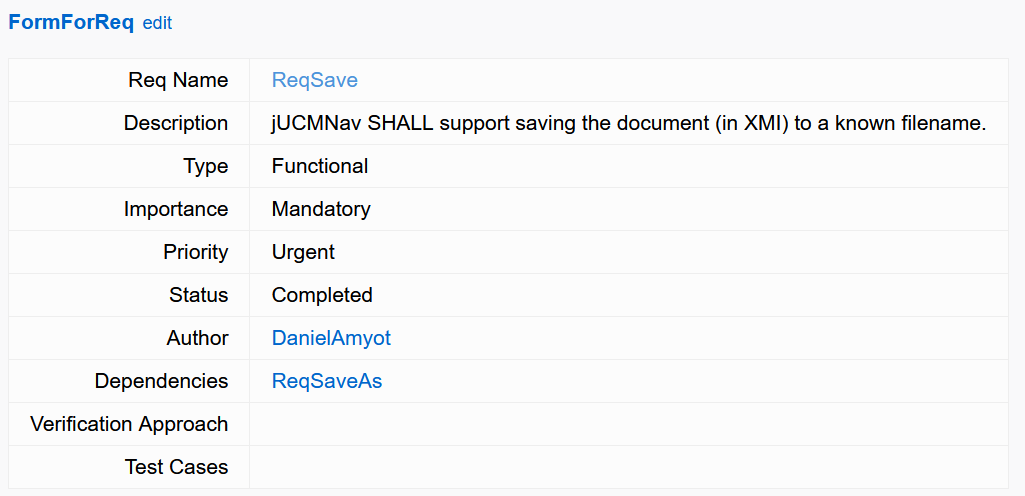 FormForReq edit
Req Name ReqSave
Description jUCMNav SHALL support saving the document (in XMI) to a known filename.
Type Functional
Importance Mandatory
Priority Urgent
Status Completed
Author DanielAmyot
Dependencies ReqSaveAs
Verification Approach
Test Cases